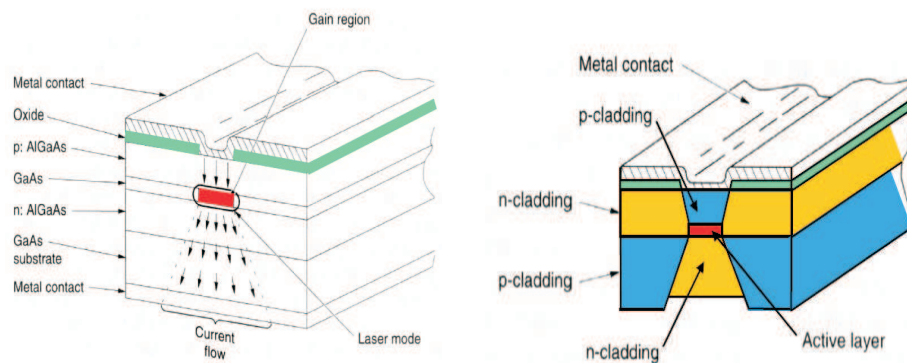 Gain region
Metal contact
Oxide
p: AlGaAs
GaAs
n: AlGaAs
GaAs
substrate
Metal contact
Current
flow
Laser mode
Metal contact
p-cladding
n-cladding
p-cladding
n-cladding
Active layer